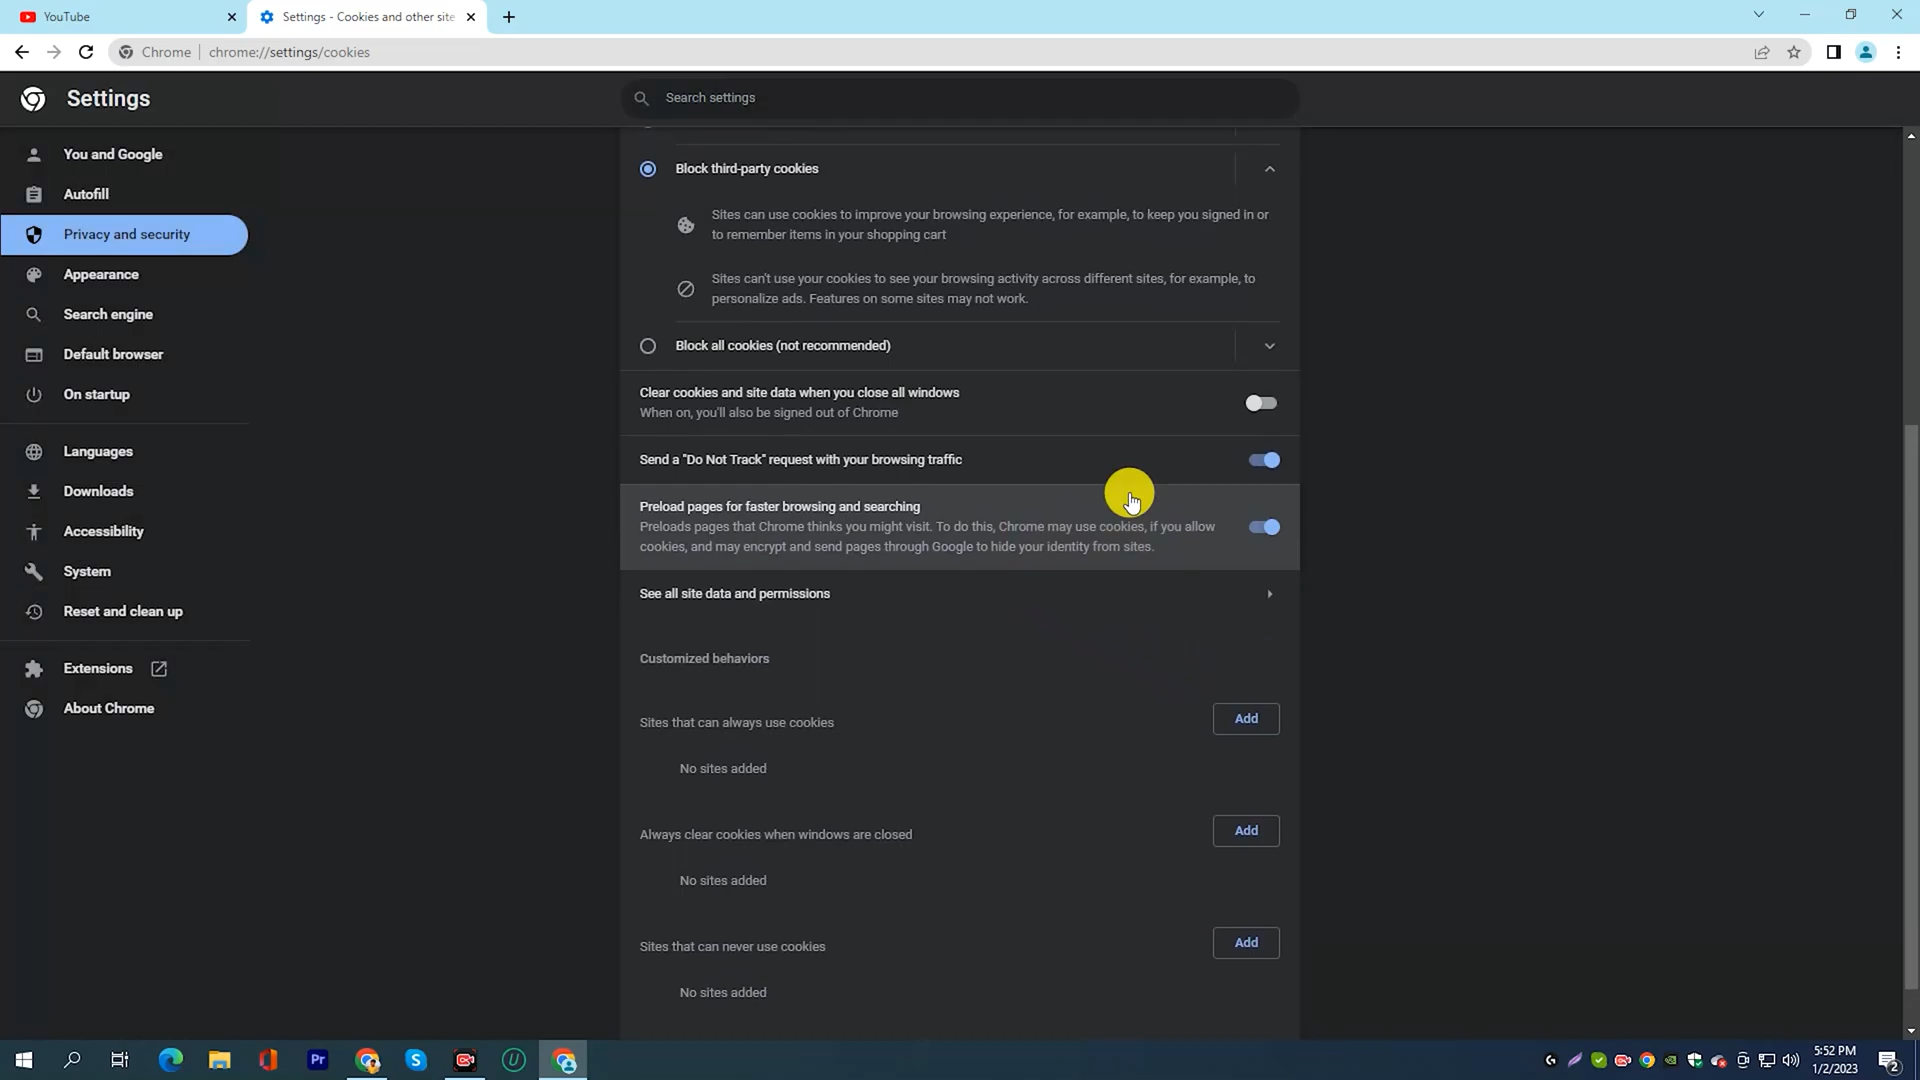 YouTube
Settings - Cookies and other site
Chrome
chrome://settings/cookies
Settings
Search settings
You and Google
Autofill
Privacy and security
Appearance
Search engine
Default browser
On startup
Languages
Downloads
Accessibility
System
Reset and clean up
Extensions
About Chrome
Block third-party cookies
Sites can use cookies to improve your browsing experience, for example, to keep you signed in or
to remember items in your shopping cart
Sites can't use your cookies to see your browsing activity across different sites, for example, to
personalize ads. Features on some sites may not work.
Block all cookies (not recommended)
Clear cookies and site data when you close all windows
When on, you'll also be signed out of Chrome
Send a "Do Not Track" request with your browsing traffic
Preload pages for faster browsing and searching
Preloads pages that Chrome thinks you might visit. To do this, Chrome may use cookies, if you allow
cookies, and may encrypt and send pages through Google to hide your identity from sites.
See all site data and permissions
Customized behaviors
Sites that can always use cookies
Add
No sites added
Always clear cookies when windows are closed
Add
No sites added
Sites that can never use cookies
Add
No sites added
Pr
5:52 PM
1/2/2023
2